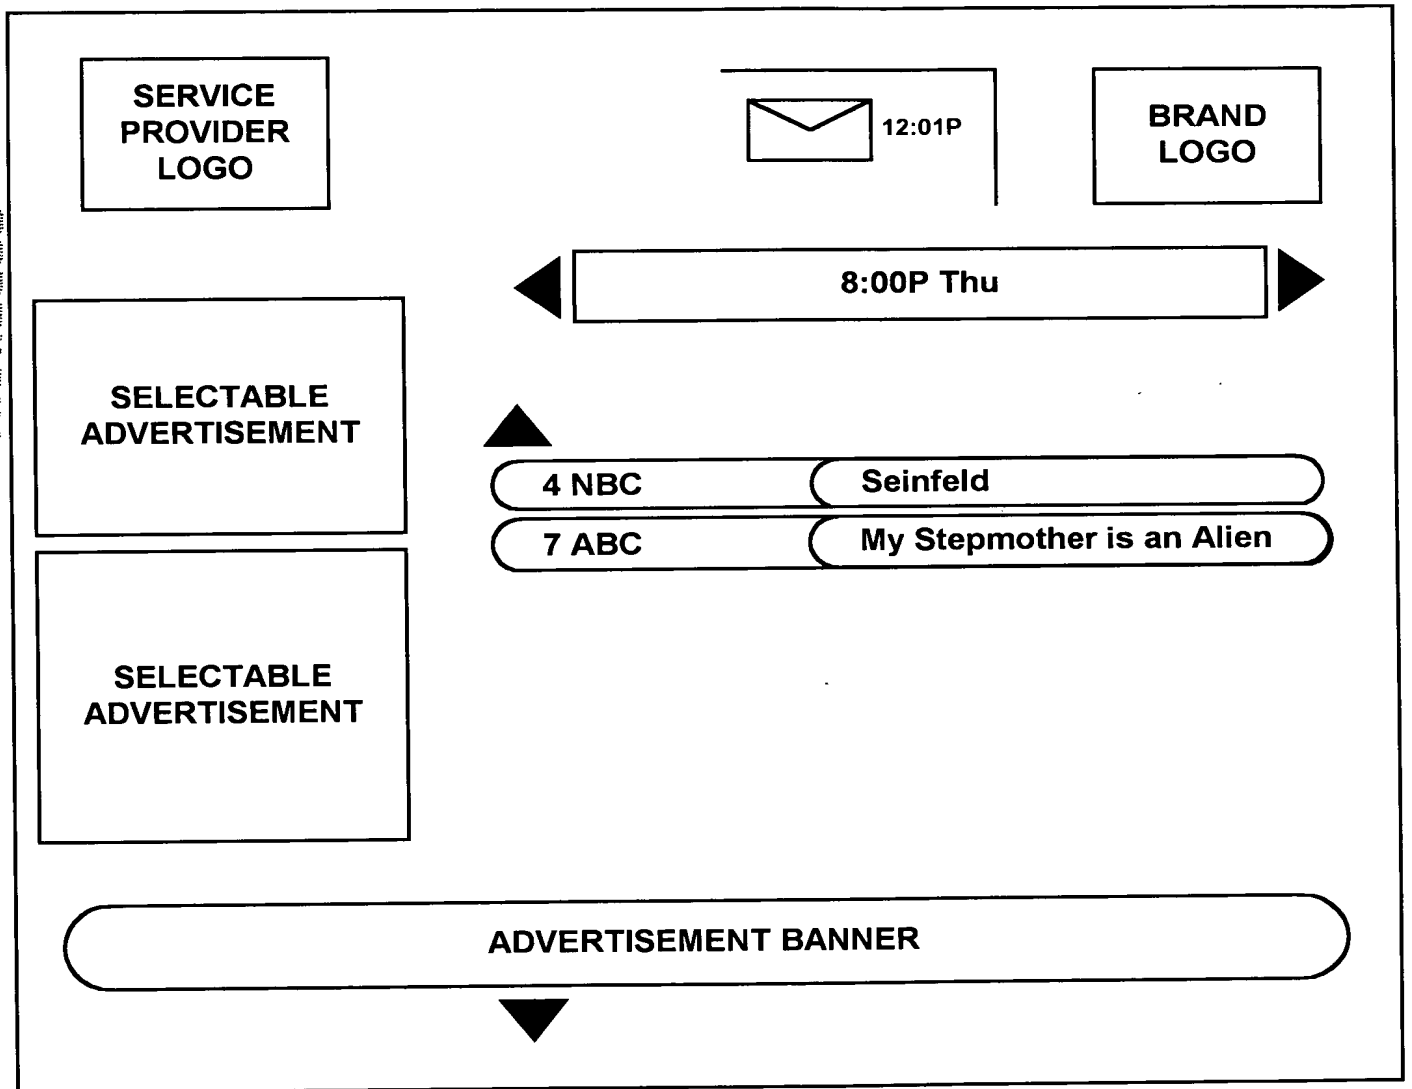 SERVICE
PROVIDER
LOGO
12:01P
BRAND
LOGO
8:00P Thu
SELECTABLE
ADVERTISEMENT
4 NBC Seinfeld
7 ABC My Stepmother is an Alien
SELECTABLE
ADVERTISEMENT
ADVERTISEMENT BANNER